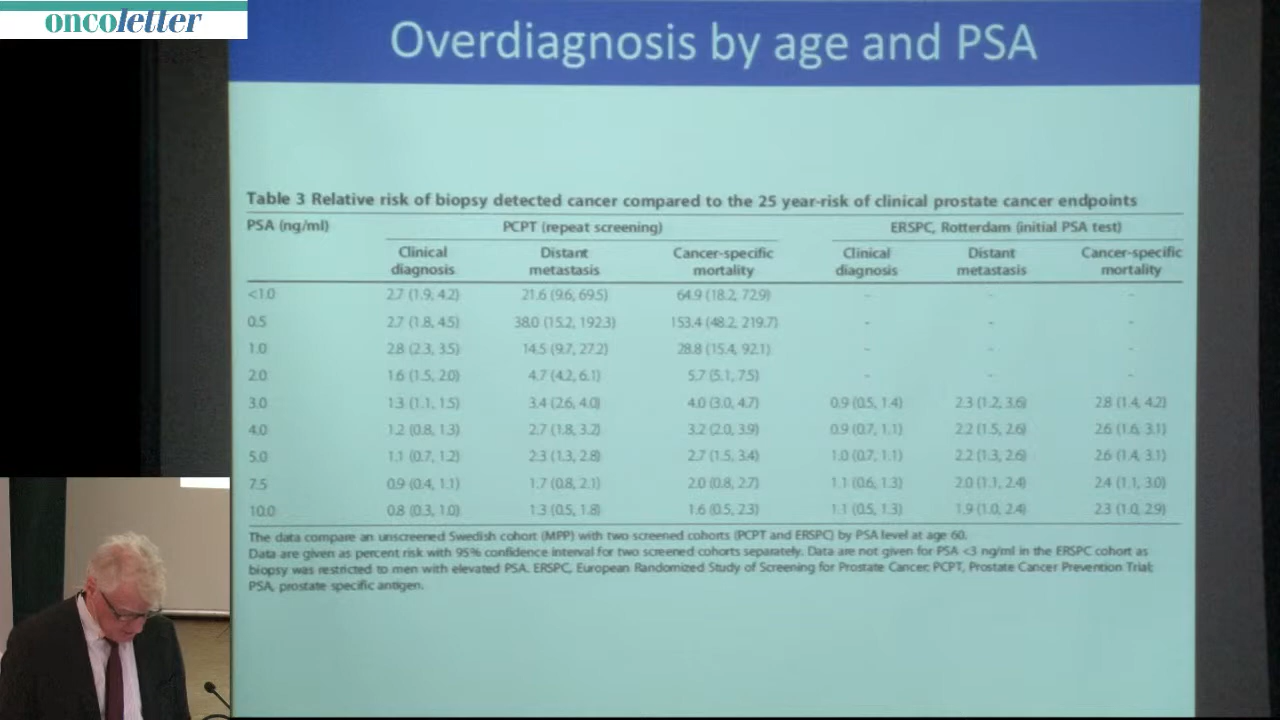 oncoletter
Overdiagnosis by age and PSA
Table 3 Relative risk of biopsy detected cancer compared to the 25 year-risk of clinical prostate cancer endpoints
PSA (ng/ml) PCPT (repeat screening) ERSPC, Rotterdam (initial PSA test)
Clinical diagnosis Distant metastasis Cancer-specific mortality Clinical diagnosis Distant metastasis Cancer-specific mortality
<1.0 2.7 (1.9, 4.2) 21.6 (9.6, 69.5) 64.9 (18.2, 72.9) - - -
0.5 2.7 (1.8, 4.5) 38.0 (15.2, 192.3) 153.4 (48.2, 219.7) - - -
1.0 2.8 (2.3, 3.5) 14.5 (9.7, 27.2) 28.8 (15.4, 92.1) - - -
2.0 1.6 (1.5, 2.0) 4.7 (4.2, 6.1) 5.7 (5.1, 7.5) - - -
3.0 1.3 (1.1, 1.5) 3.4 (2.6, 4.0) 4.0 (3.0, 4.7) 0.9 (0.5, 1.4) 2.3 (1.2, 3.6) 2.8 (1.4, 4.2)
4.0 1.2 (0.8, 1.3) 2.7 (1.8, 3.2) 3.2 (2.0, 3.9) 0.9 (0.7, 1.1) 2.2 (1.5, 2.6) 2.6 (1.6, 3.1)
5.0 1.1 (0.7, 1.2) 2.3 (1.3, 2.8) 2.7 (1.5, 3.4) 1.0 (0.7, 1.1) 2.2 (1.3, 2.6) 2.6 (1.4, 3.1)
7.5 0.9 (0.4, 1.1) 1.7 (0.8, 2.1) 2.0 (0.8, 2.7) 1.1 (0.6, 1.3) 2.0 (1.1, 2.4) 2.4 (1.1, 3.0)
10.0 0.8 (0.3, 1.0) 1.3 (0.5, 1.8) 1.6 (0.5, 2.3) 1.1 (0.5, 1.3) 1.9 (1.0, 2.4) 2.3 (1.0, 2.9)
The data compare an unscreened Swedish cohort (MPP) with two screened cohorts (PCPT and ERSPC) by PSA level at age 60.
Data are given as percent risk with 95% confidence interval for two screened cohorts separately. Data are not given for PSA <3 ng/ml in the ERSPC cohort as
biopsy was restricted to men with elevated PSA. ERSPC, European Randomized Study of Screening for Prostate Cancer; PCPT, Prostate Cancer Prevention Trial;
PSA, prostate specific antigen.